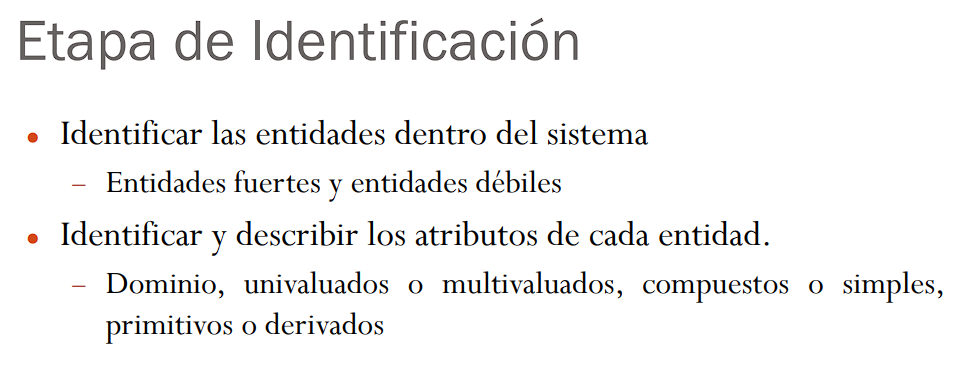 Etapa de Identificación
• Identificar las entidades dentro del sistema
– Entidades fuertes y entidades débiles
• Identificar y describir los atributos de cada entidad.
– Dominio, univaluados o multivaluados, compuestos o simples,
primitivos o derivados